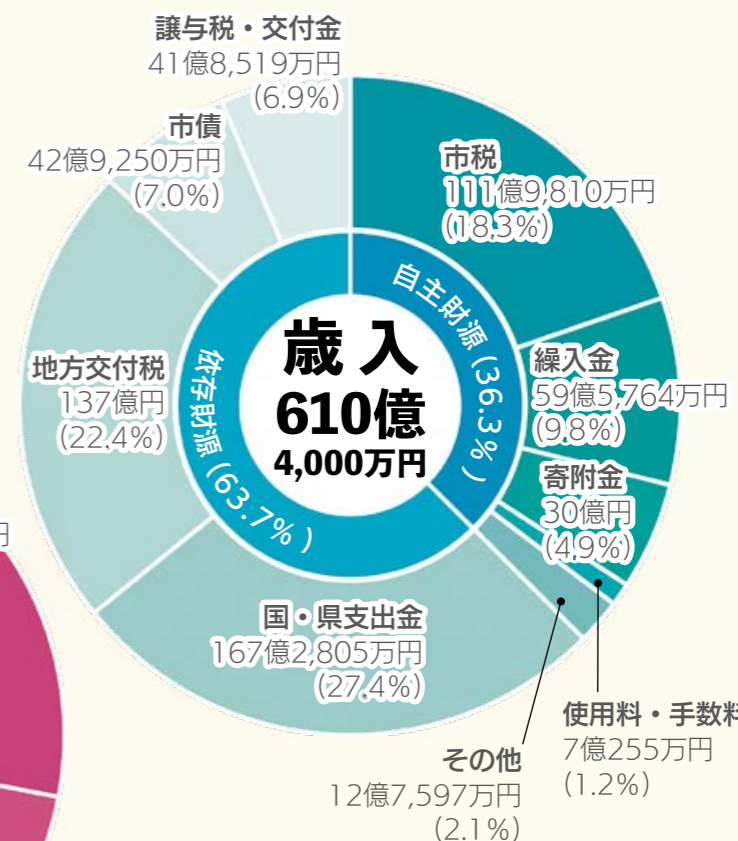 譲与税・交付金
41億8,519万円
(6.9%)
市債
42億9,250万円
(7.0%)
市税
111億9,810万円
(18.3%)
自主財源(36.3%)
歳入
610億
4,000万円
依存財源(63.7%)
地方交付税
137億円
(22.4%)
繰入金
59億5,764万円
(9.8%)
寄附金
30億円
(4.9%)
円
国・県支出金
167億2,805万円
(27.4%)
使用料・手数料
7億255万円
(1.2%)
その他
12億7,597万円
(2.1%)